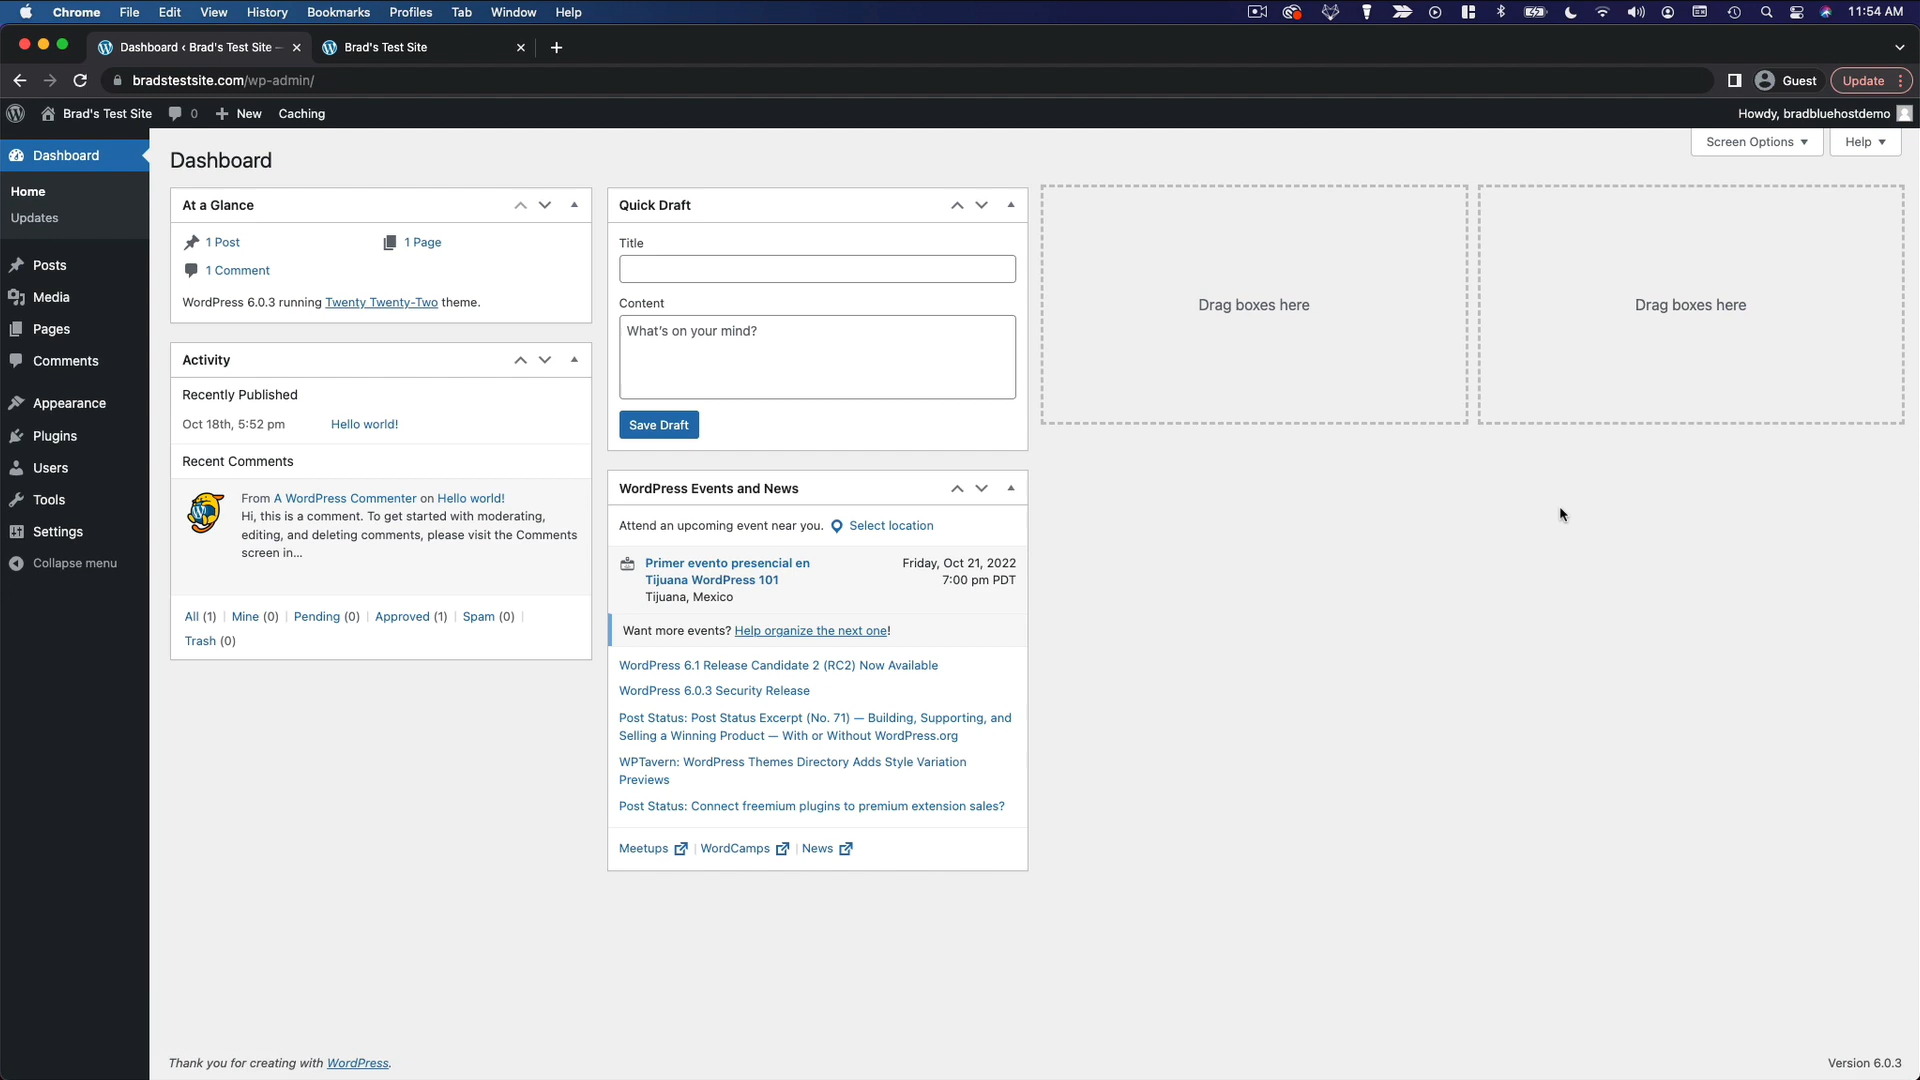 Chrome File Edit View History Bookmarks Profiles Tab Window Help 11:54 AM
Dashboard ‹ Brad's Test Site – Brad's Test Site
bradstestsite.com/wp-admin/ Guest Update
Brad's Test Site 0 New Caching Howdy, bradbluehostdemo
Dashboard
Home
Updates
Posts
Media
Pages
Comments
Appearance
Plugins
Users
Tools
Settings
Collapse menu
Screen Options Help
Dashboard
At a Glance
1 Post 1 Page
1 Comment
WordPress 6.0.3 running Twenty Twenty-Two theme.
Activity
Recently Published
Oct 18th, 5:52 pm Hello world!
Recent Comments
From A WordPress Commenter on Hello world!
Hi, this is a comment. To get started with moderating,
editing, and deleting comments, please visit the Comments
screen in…
All (1) | Mine (0) | Pending (0) | Approved (1) | Spam (0) |
Trash (0)
Quick Draft
Title
Content
What's on your mind?
Save Draft
WordPress Events and News
Attend an upcoming event near you. Select location
Primer evento presencial en Friday, Oct 21, 2022
Tijuana WordPress 101 7:00 pm PDT
Tijuana, Mexico
Want more events? Help organize the next one!
WordPress 6.1 Release Candidate 2 (RC2) Now Available
WordPress 6.0.3 Security Release
Post Status: Post Status Excerpt (No. 71) — Building, Supporting, and
Selling a Winning Product — With or Without WordPress.org
WPTavern: WordPress Themes Directory Adds Style Variation
Previews
Post Status: Connect freemium plugins to premium extension sales?
Meetups | WordCamps | News
Drag boxes here Drag boxes here
Thank you for creating with WordPress. Version 6.0.3